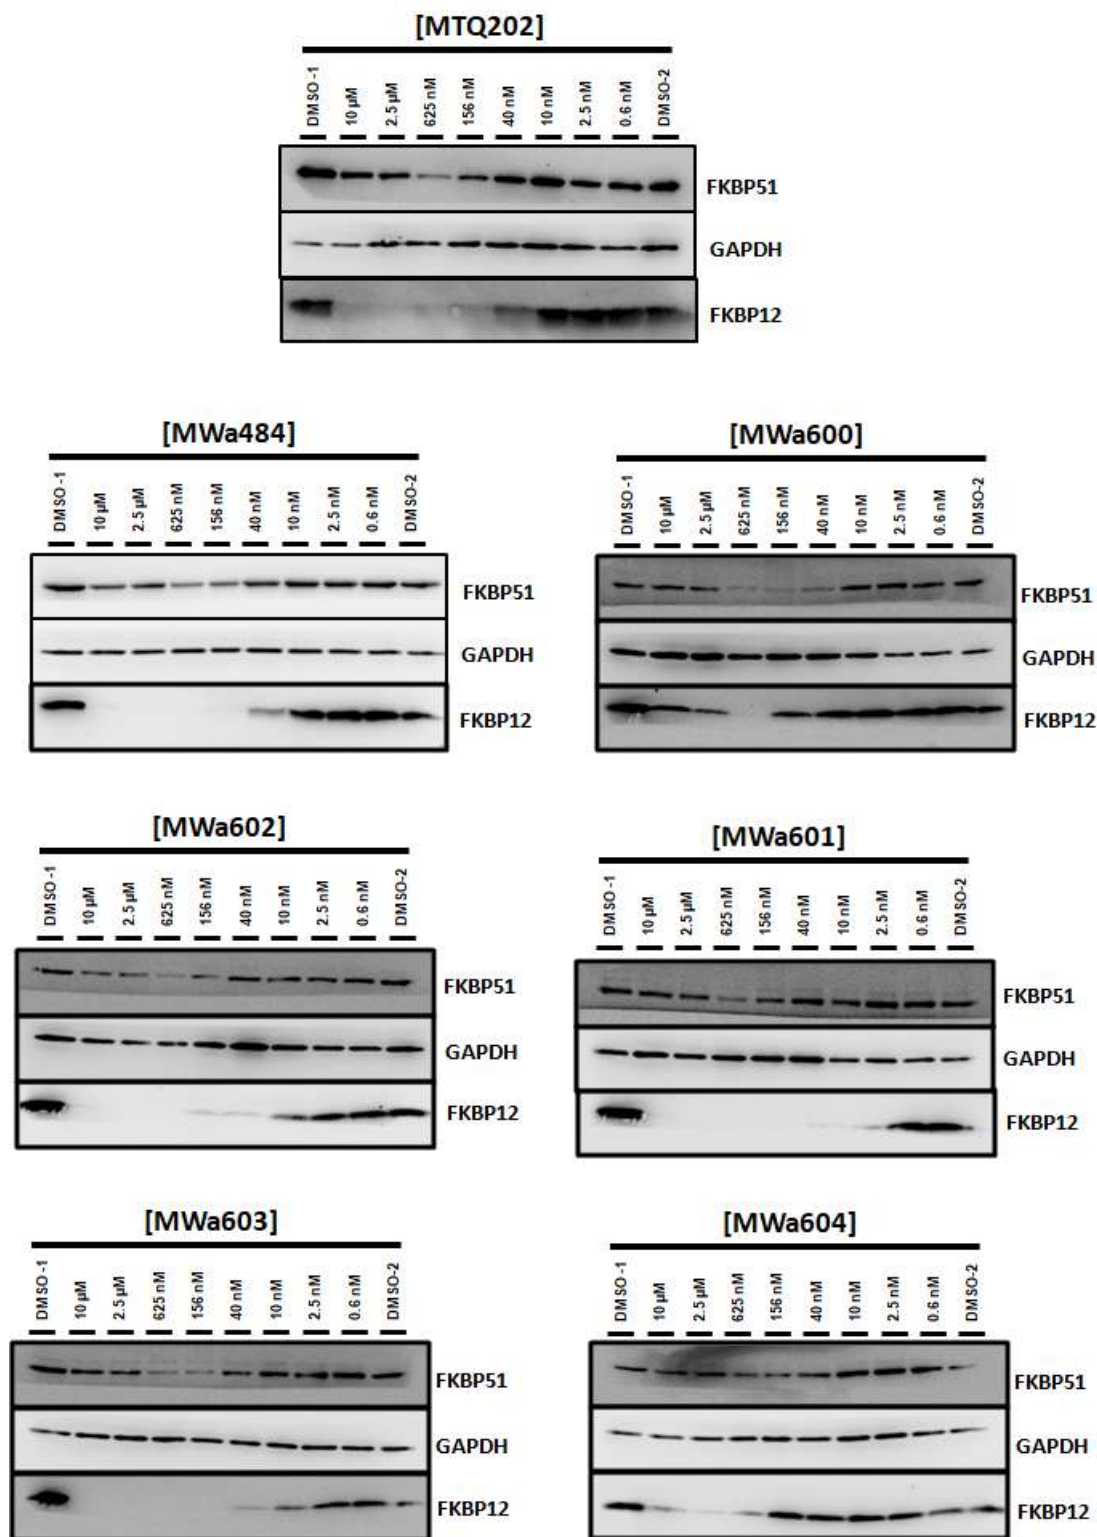 [MTQ202]
DMSO-1 10 µM 2.5 µM 625 nM 156 nM 40 nM 10 nM 2.5 nM 0.6 nM DMSO-2
FKBP51
GAPDH
FKBP12
[MWa484]
DMSO-1 10 µM 2.5 µM 625 nM 156 nM 40 nM 10 nM 2.5 nM 0.6 nM DMSO-2
FKBP51
GAPDH
FKBP12
[MWa600]
DMSO-1 10 µM 2.5 µM 625 nM 156 nM 40 nM 10 nM 2.5 nM 0.6 nM DMSO-2
FKBP51
GAPDH
FKBP12
[MWa602]
DMSO-1 10 µM 2.5 µM 625 nM 156 nM 40 nM 10 nM 2.5 nM 0.6 nM DMSO-2
FKBP51
GAPDH
FKBP12
[MWa601]
DMSO-1 10 µM 2.5 µM 625 nM 156 nM 40 nM 10 nM 2.5 nM 0.6 nM DMSO-2
FKBP51
GAPDH
FKBP12
[MWa603]
DMSO-1 10 µM 2.5 µM 625 nM 156 nM 40 nM 10 nM 2.5 nM 0.6 nM DMSO-2
FKBP51
GAPDH
FKBP12
[MWa604]
DMSO-1 10 µM 2.5 µM 625 nM 156 nM 40 nM 10 nM 2.5 nM 0.6 nM DMSO-2
FKBP51
GAPDH
FKBP12